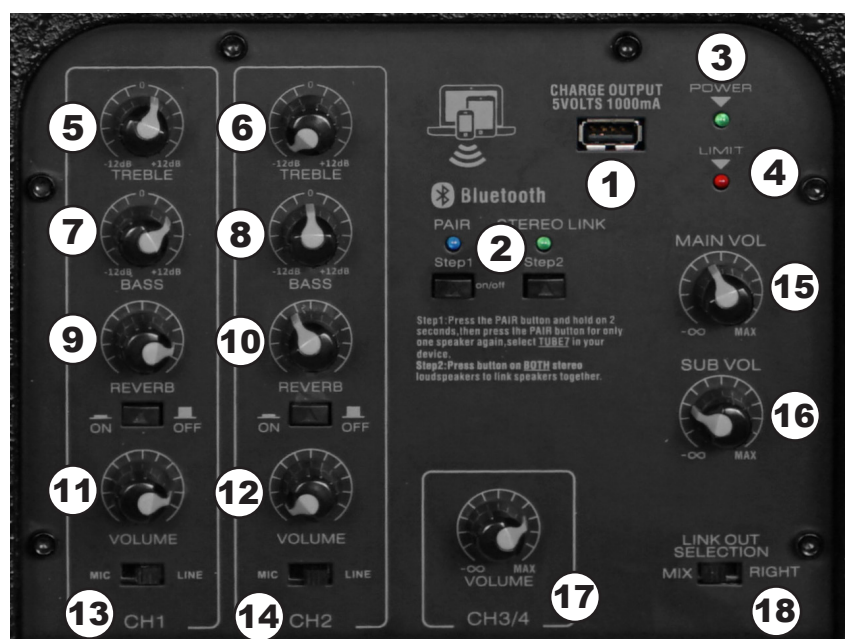 5
0
-12dB +12dB
TREBLE
7
-12dB +12dB
BASS
9
REVERB
ON OFF
11
VOLUME
MIC LINE
13
CH1
6
0
-12dB +12dB
TREBLE
8
0
-12dB +12dB
BASS
10
REVERB
ON OFF
12
VOLUME
MIC LINE
14
CH2
CHARGE OUTPUT
5VOLTS 1000mA
1
3
POWER
LIMIT
4
Bluetooth
PAIR STEREO LINK
2
Step1 Step2
on/off
Step1:Press the PAIR button and hold on 2
seconds,then press the PAIR button for only
one speaker again,select TUBE7 in your
device.
Step2:Press button on BOTH stereo
loudspeakers to link speakers together.
MAIN VOL
15
-∞ MAX
SUB VOL
16
-∞ MAX
-∞ MAX
VOLUME
17
CH3/4
LINK OUT
SELECTION
MIX RIGHT
18